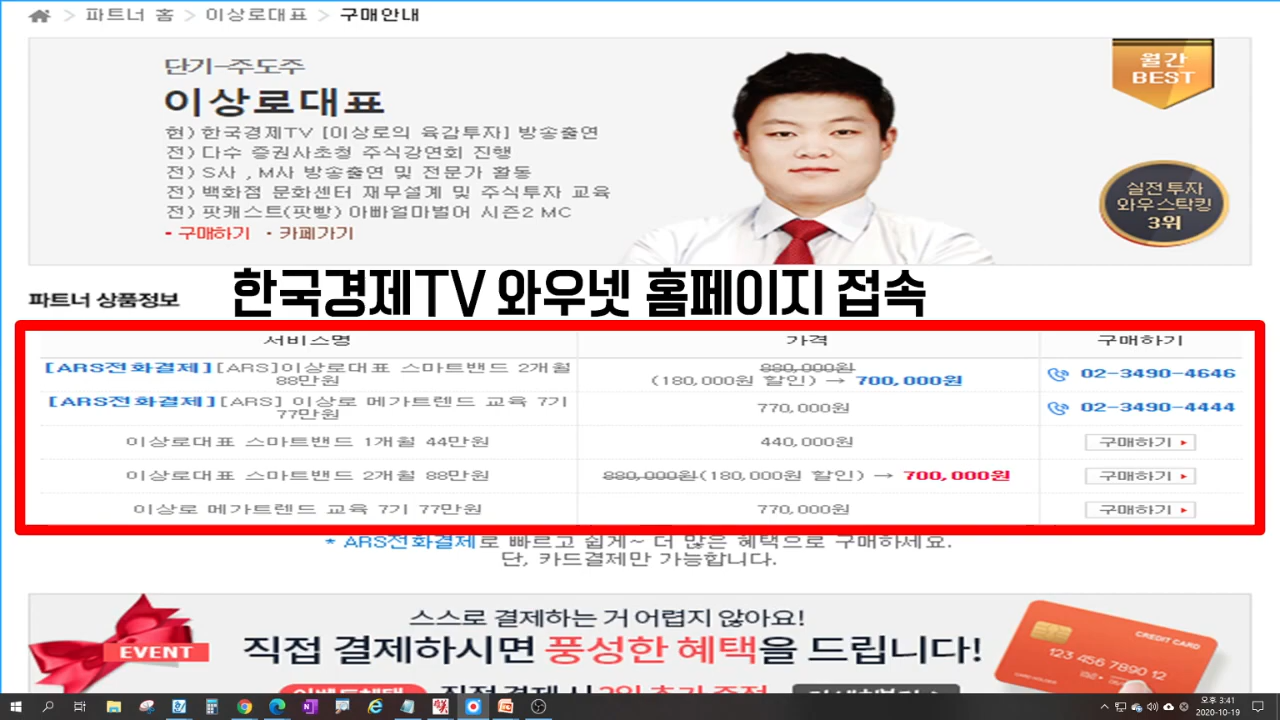 파트너 홈 > 이상로대표 > 구매안내
단기-주도주
이상로대표
현) 한국경제TV [이상로의 육감투자] 방송출연
전) 다수 증권사초청 주식강연회 진행
전) S사 , M사 방송출연 및 전문가 활동
전) 백화점 문화센터 재무설계 및 주식투자 교육
전) 팟캐스트(팟빵) 아빠얼마벌어 시즌2 MC
- 구매하기 · 카페가기
월간
BEST
실전투자
와우스탁킹
3위
파트너 상품정보
한국경제TV 와우넷 홈페이지 접속
서비스명 가격 구매하기
[ARS전화결제][ARS]이상로대표 스마트밴드 2개월
88만원
880,000원
(180,000원 할인) → 700,000원
02-3490-4646
[ARS전화결제][ARS] 이상로 메가트렌드 교육 7기
77만원
770,000원
02-3490-4444
이상로대표 스마트밴드 1개월 44만원 440,000원 구매하기
이상로대표 스마트밴드 2개월 88만원 880,000원(180,000원 할인) → 700,000원 구매하기
이상로 메가트렌드 교육 7기 77만원 770,000원 구매하기
* ARS전화결제로 빠르고 쉽게~ 더 많은 혜택으로 구매하세요.
단, 카드결제만 가능합니다.
EVENT
스스로 결제하는 거 어렵지 않아요!
직접 결제하시면 풍성한 혜택을 드립니다!
CREDIT CARD
123 456 7890 12
오후 3:41
2020-10-19